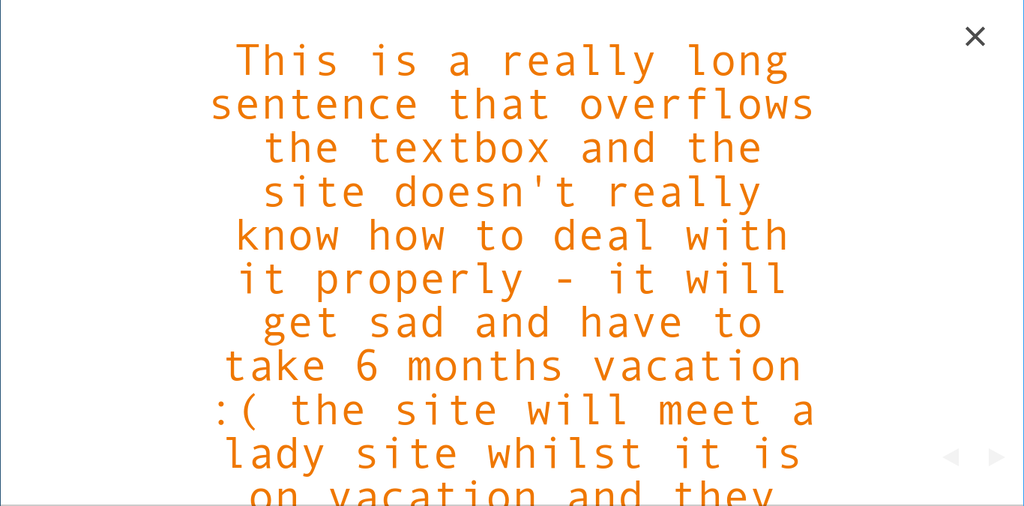 This is a really long
sentence that overflows
the textbox and the
site doesn't really
know how to deal with
it properly - it will
get sad and have to
take 6 months vacation
:( the site will meet a
lady site whilst it is
on vacation and they